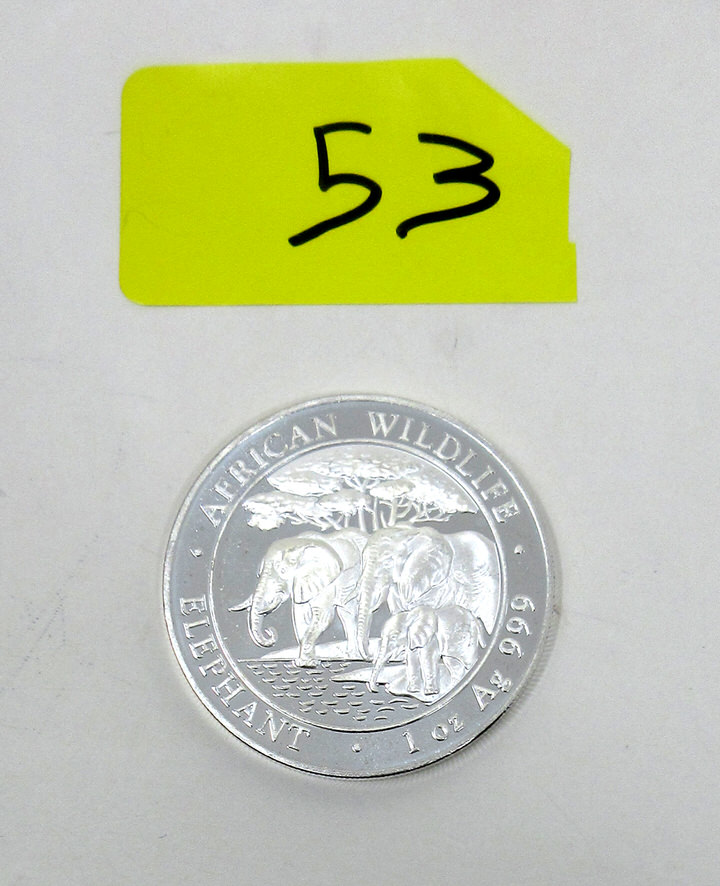 53
AFRICAN WILDLIFE
ELEPHANT
1 oz Ag 999